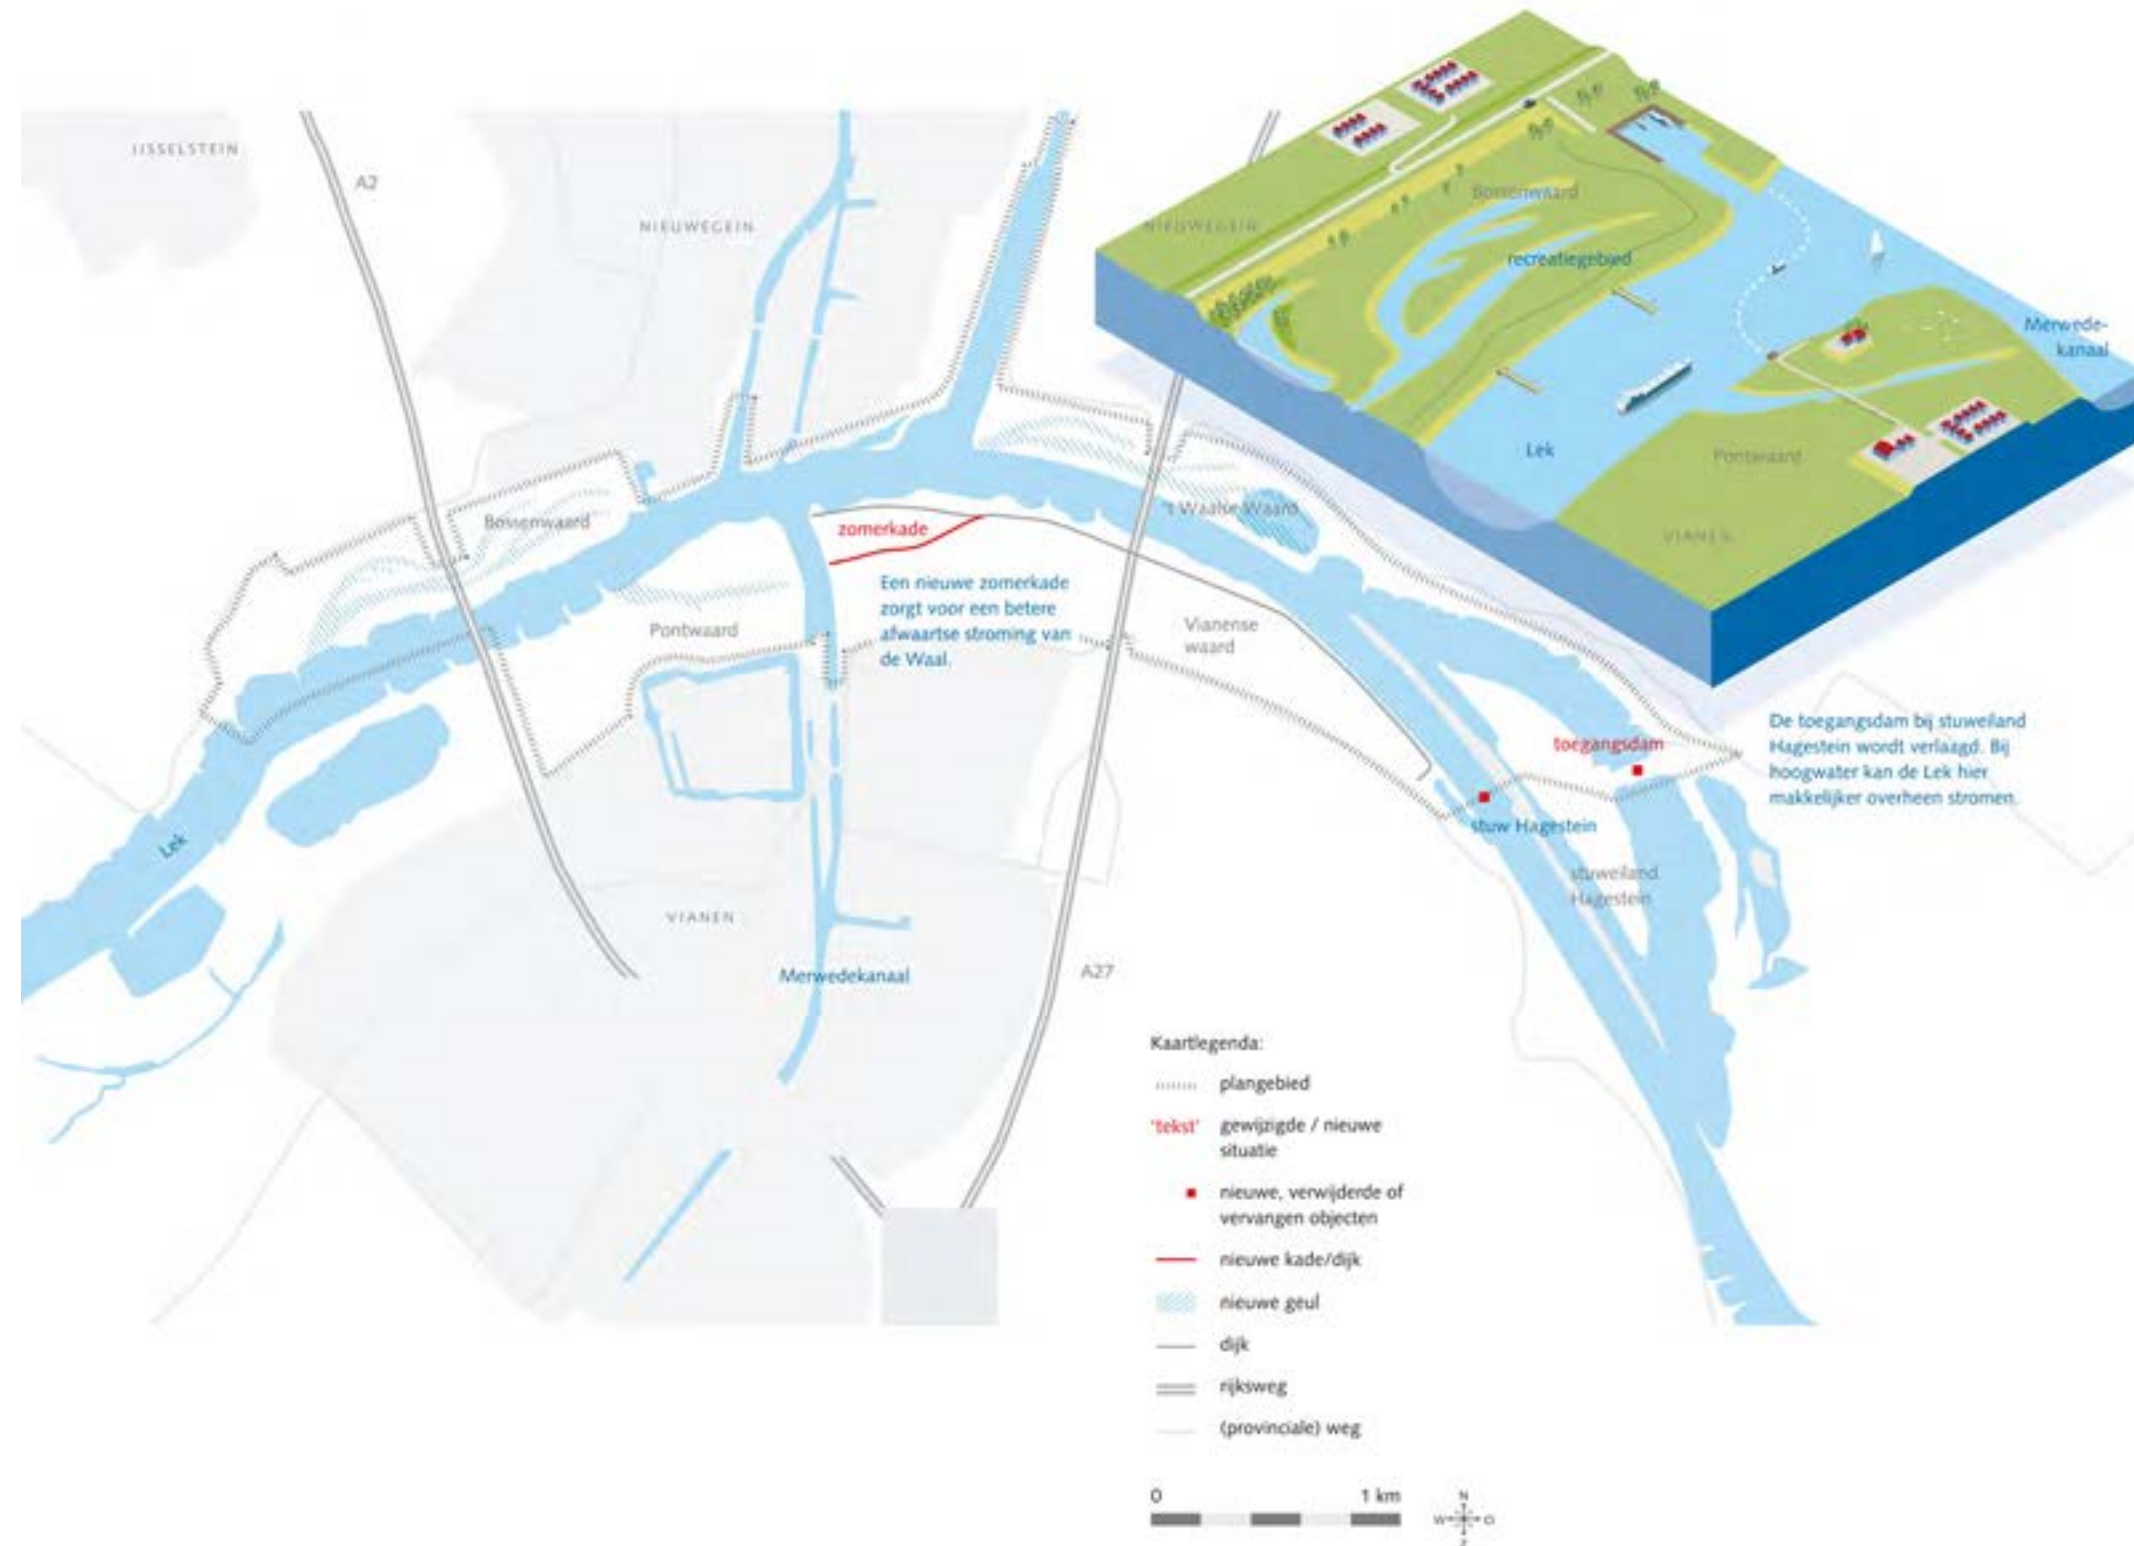 IJSSELSTEIN
A2
NIEUWEGEIN
NIEUWEGEIN
Bossenwaard
recreatiegebied
Merwede-
kanaal
Lek
Pontwaard
VIANEN
Bossenwaard
zomerkade
't Waalse Waard
Een nieuwe zomerkade
zorgt voor een betere
afwaartse stroming van
de Waal.
Pontwaard
Vianense
waard
De toegangsdam bij stuweiland
Hagestein wordt verlaagd. Bij
hoogwater kan de Lek hier
makkelijker overheen stromen.
toegangsdam
stuw Hagestein
Lek
stuweiland
Hagestein
VIANEN
Merwedekanaal
A27
Kaartlegenda:
plangebied
'tekst' gewijzigde / nieuwe
situatie
nieuwe, verwijderde of
vervangen objecten
nieuwe kade/dijk
nieuwe geul
dijk
rijksweg
(provinciale) weg
0 1 km
N
W O
Z